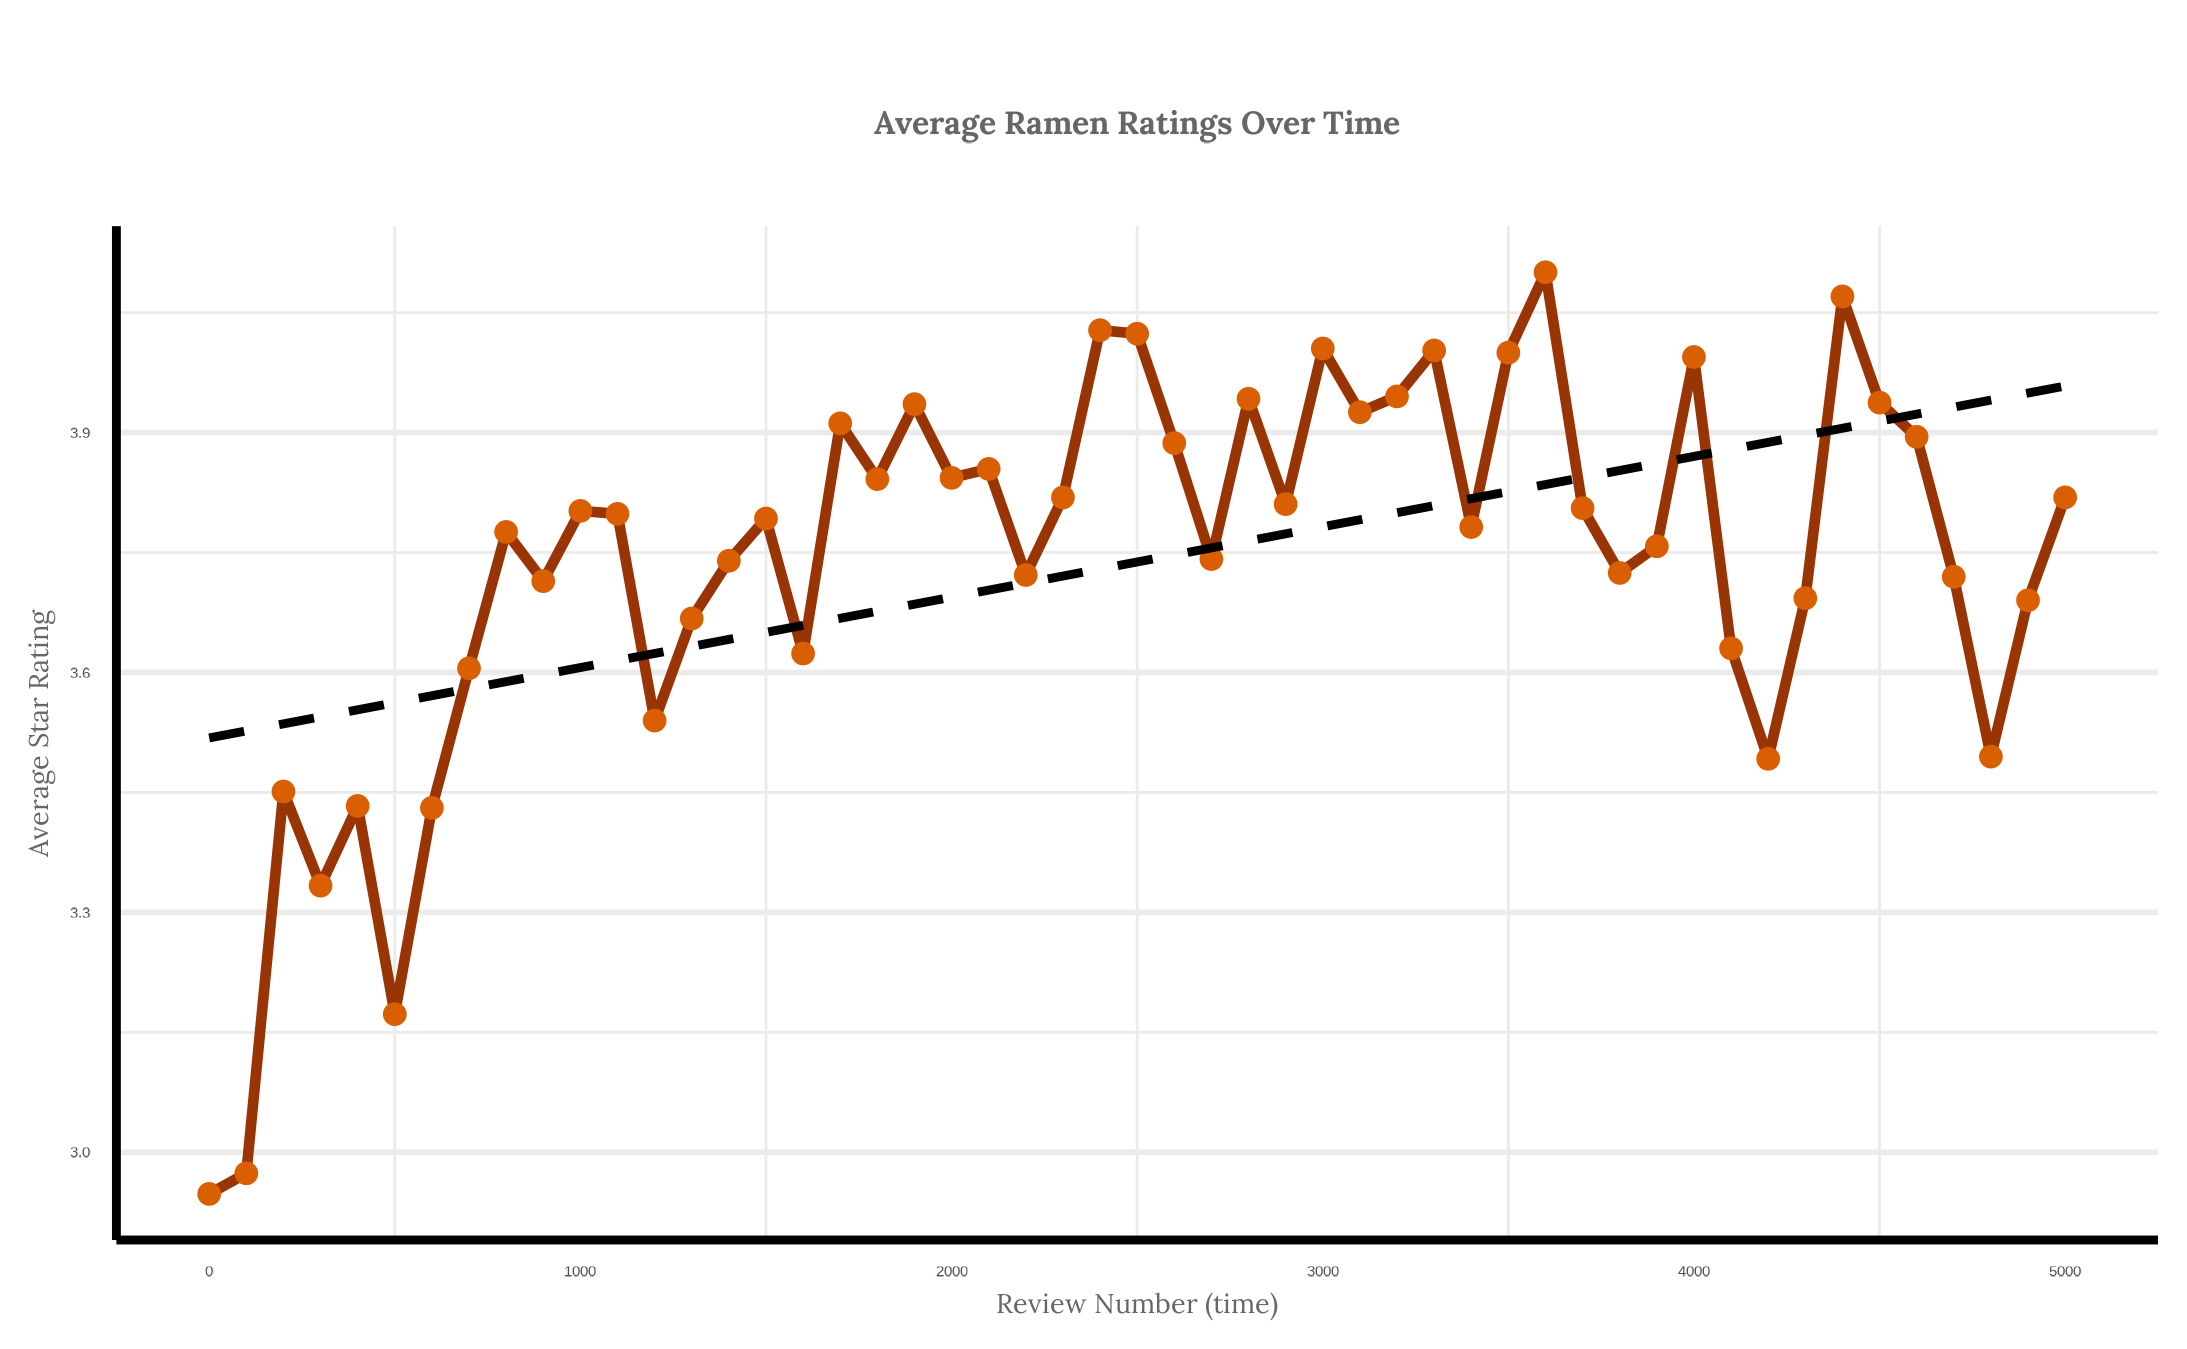 Average Ramen Ratings Over Time
Average Star Rating
3.9
3.6
3.3
3.0
0 1000 2000 3000 4000 5000
Review Number (time)